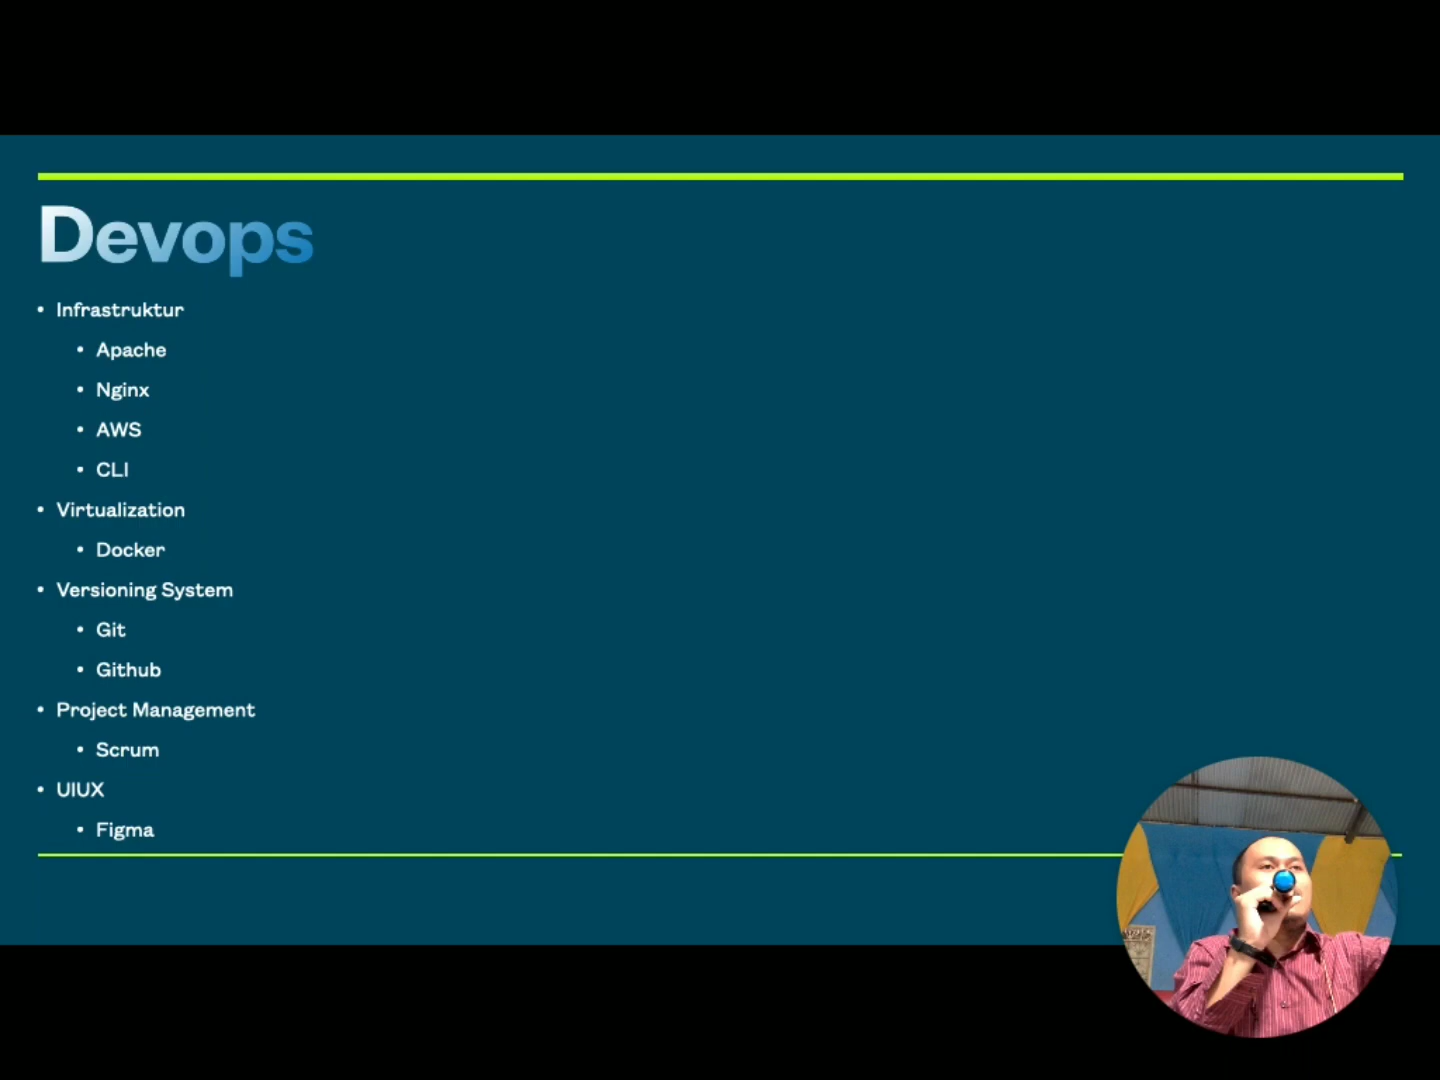 Devops
• Infrastruktur
• Apache
• Nginx
• AWS
• CLI
• Virtualization
• Docker
• Versioning System
• Git
• Github
• Project Management
• Scrum
• UIUX
• Figma